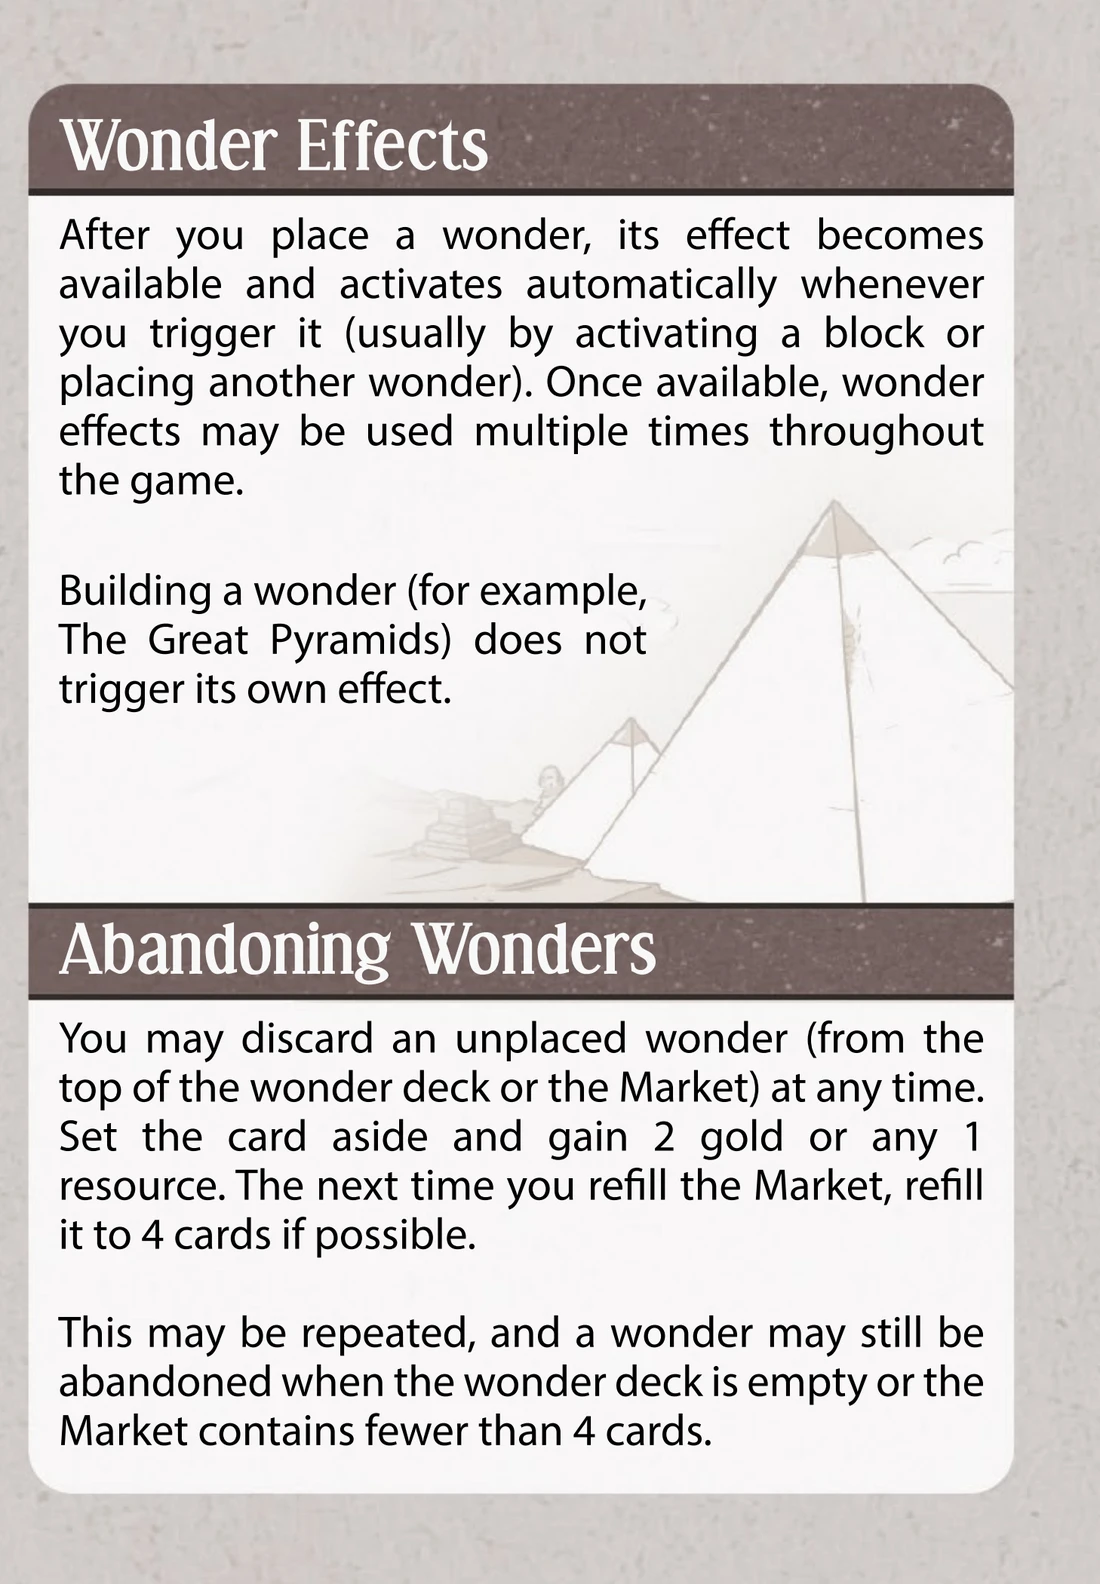 Wonder Effects
After you place a wonder, its effect becomes
available and activates automatically whenever
you trigger it (usually by activating a block or
placing another wonder). Once available, wonder
effects may be used multiple times throughout
the game.
Building a wonder (for example,
The Great Pyramids) does not
trigger its own effect.
Abandoning Wonders
You may discard an unplaced wonder (from the
top of the wonder deck or the Market) at any time.
Set the card aside and gain 2 gold or any 1
resource. The next time you refill the Market, refill
it to 4 cards if possible.
This may be repeated, and a wonder may still be
abandoned when the wonder deck is empty or the
Market contains fewer than 4 cards.